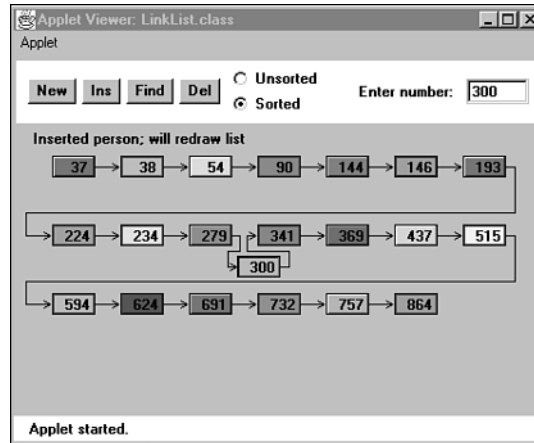 Applet Viewer: LinkList.class
Applet
New Ins Find Del Unsorted Sorted Enter number: 300
Inserted person; will redraw list
37 38 54 90 144 146 193
224 234 279 341 369 437 515
300
594 624 691 732 757 864
Applet started.